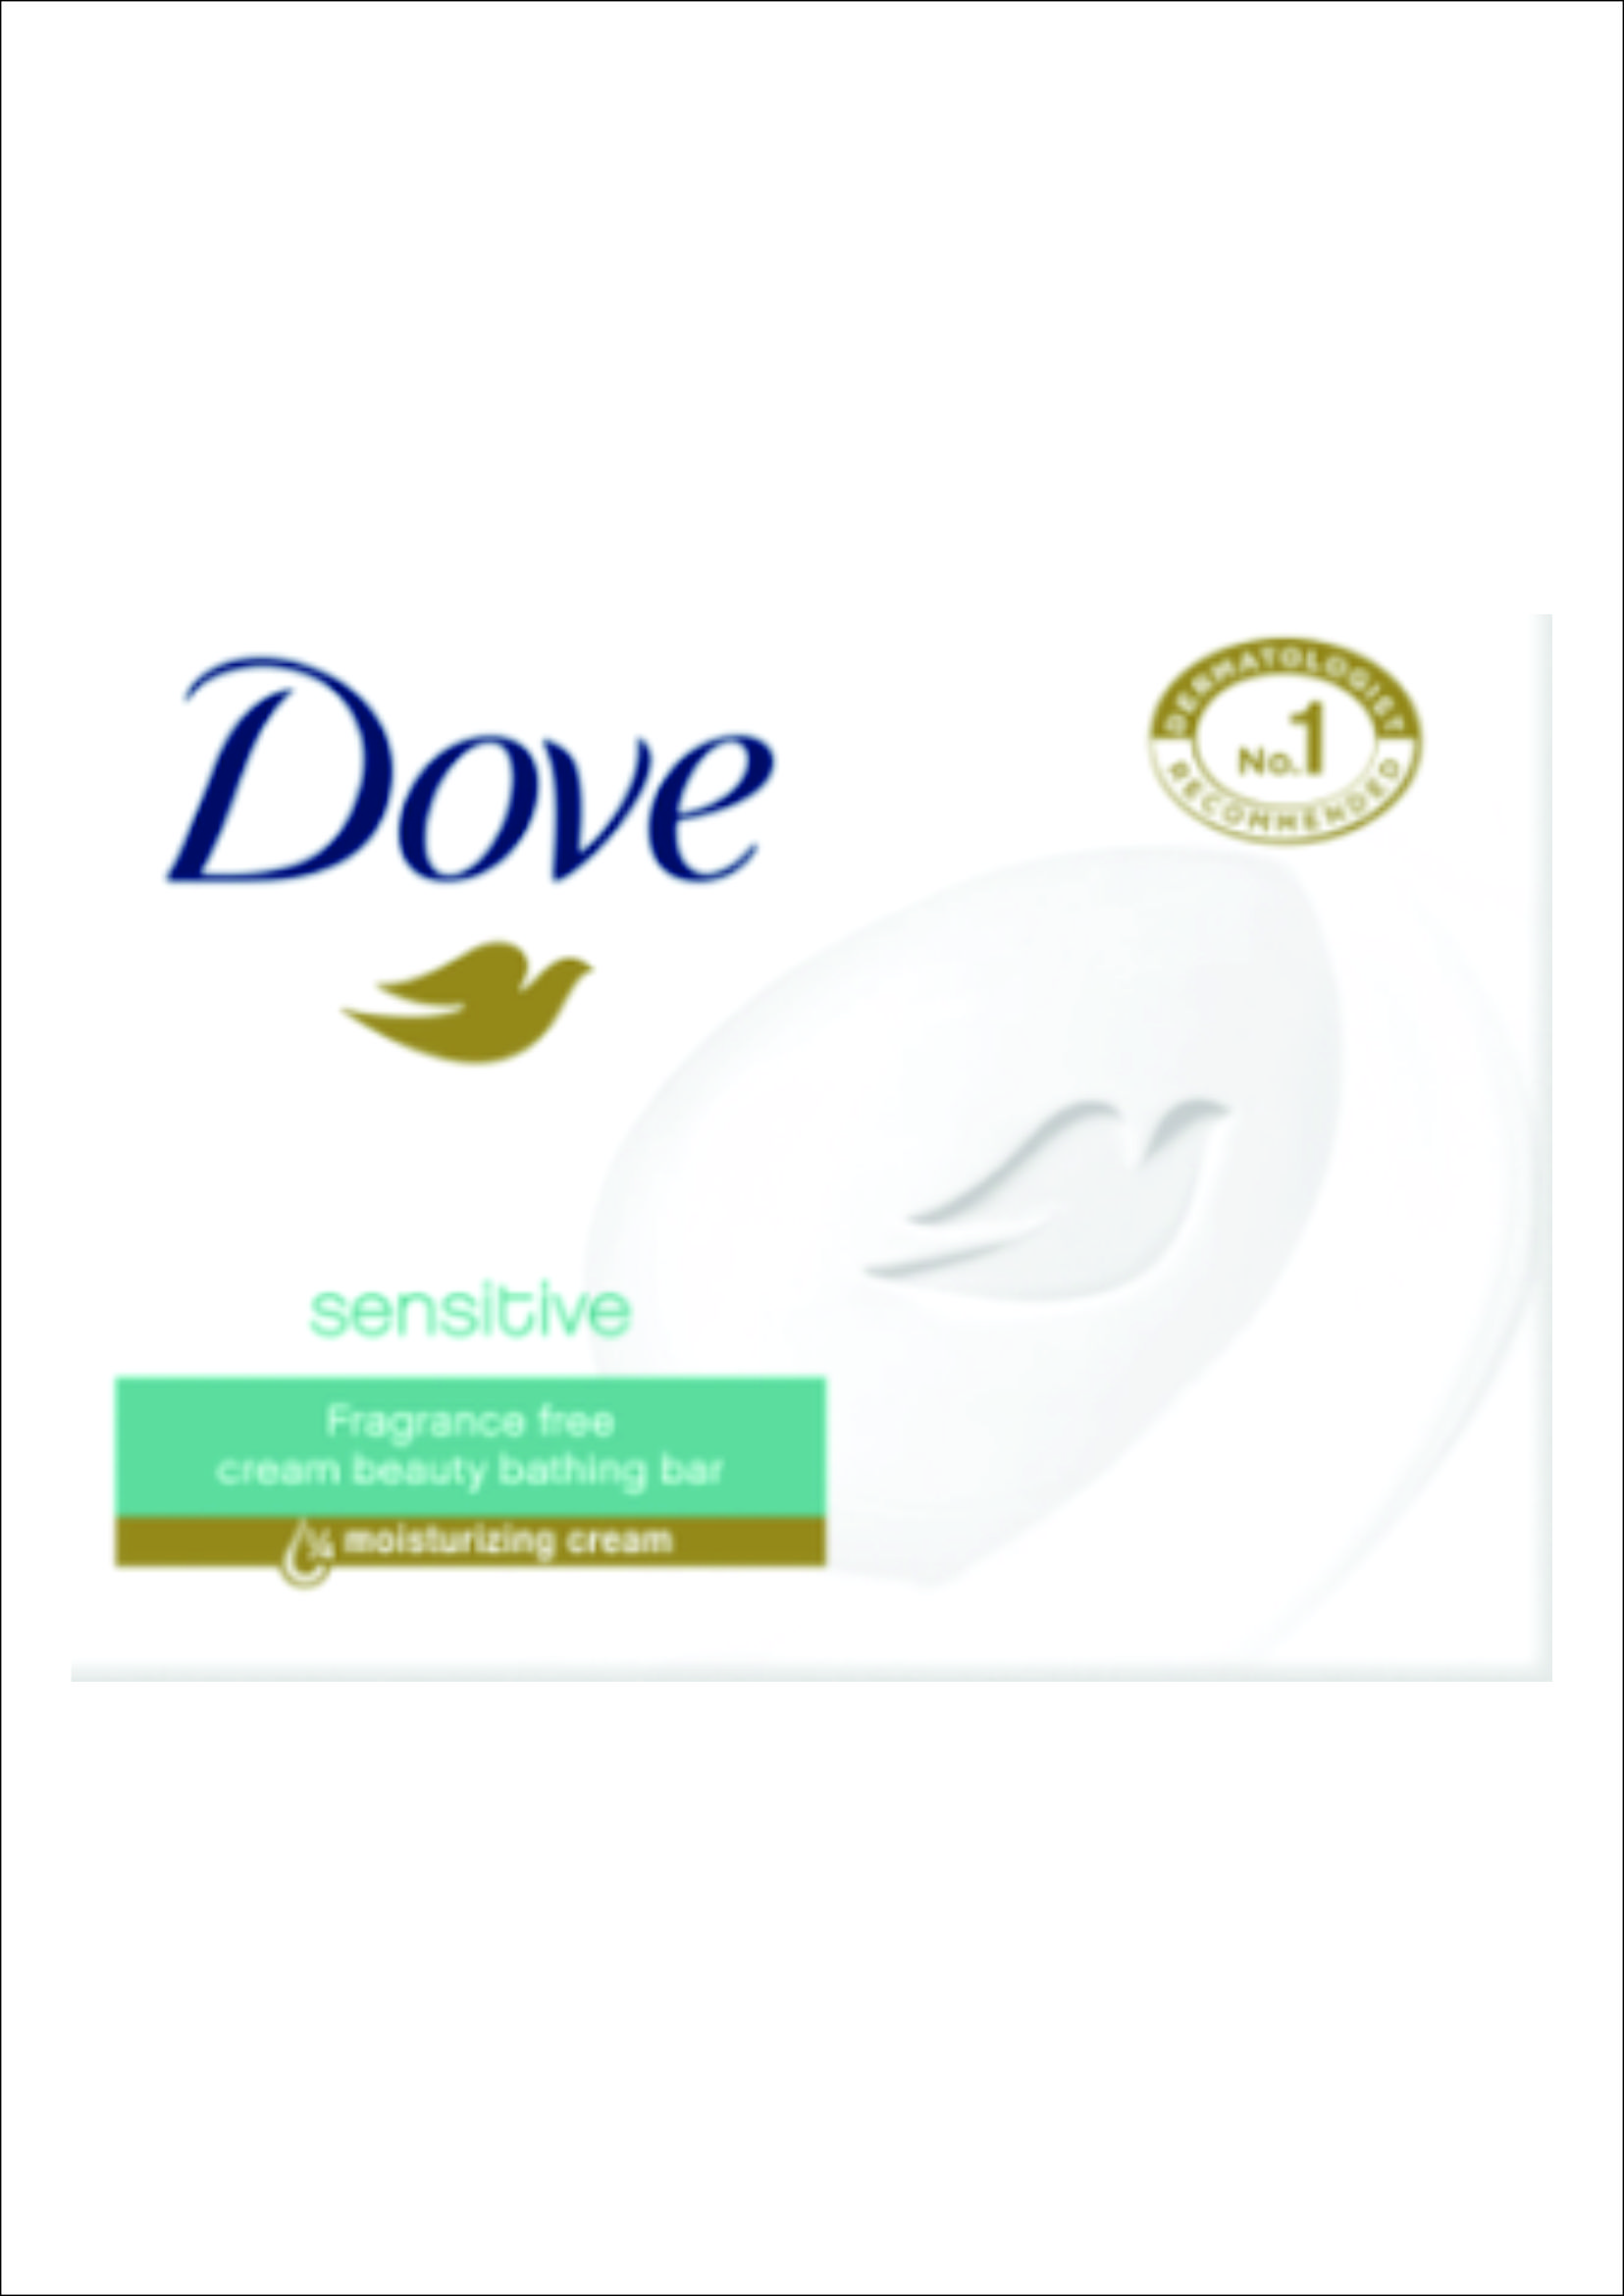 Dove
DERMATOLOGIST
No.1
RECOMMENDED
sensitive
Fragrance free
cream beauty bathing bar
¼ moisturizing cream